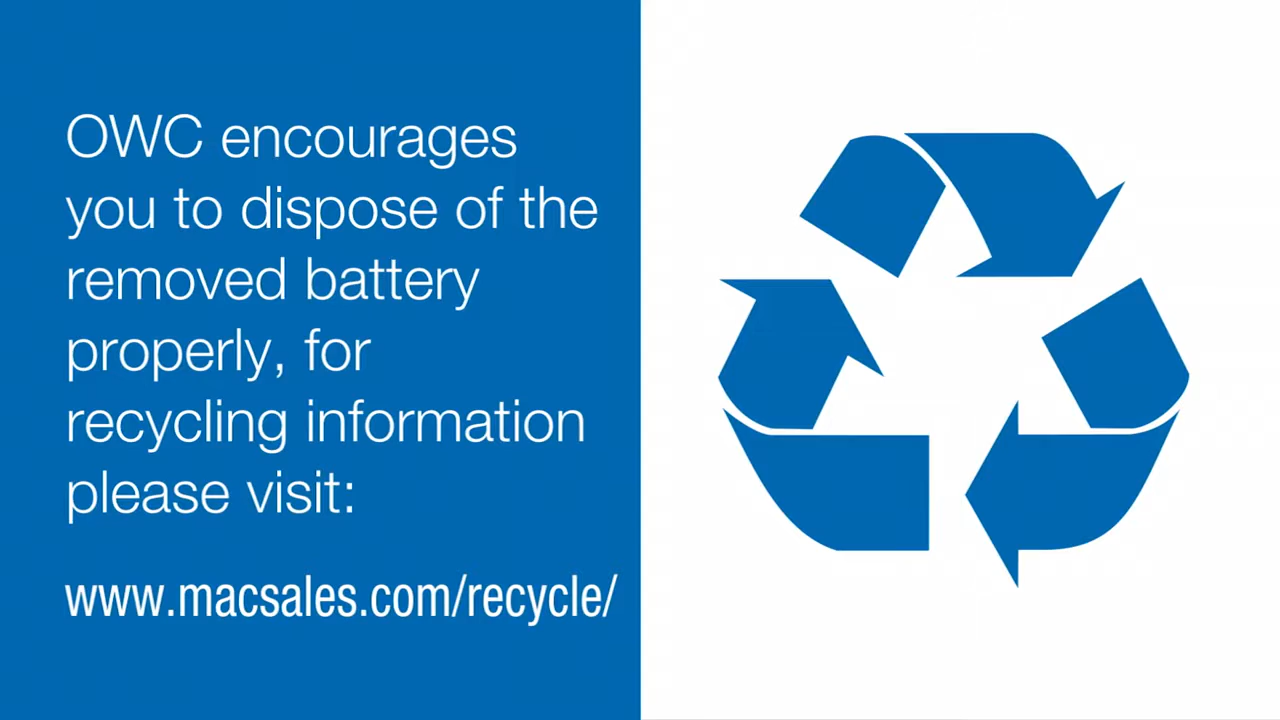 OWC encourages
you to dispose of the
removed battery
properly, for
recycling information
please visit:
www.macsales.com/recycle/